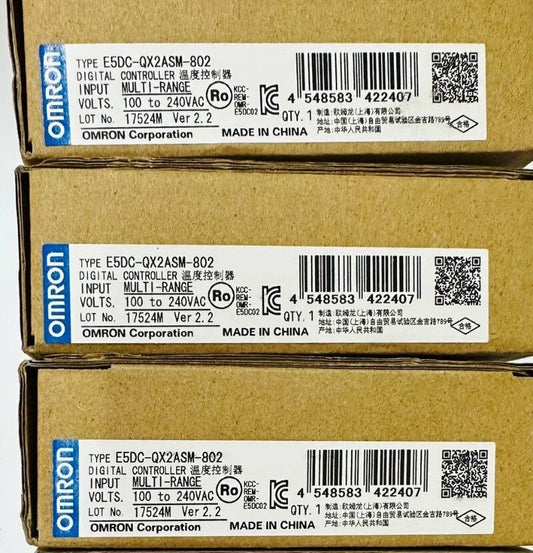 OMRON
TYPE E5DC-QX2ASM-802
DIGITAL CONTROLLER 温度控制器
INPUT MULTI-RANGE
VOLTS. 100 to 240VAC
LOT No. 17524M Ver 2.2
OMRON Corporation
MADE IN CHINA
Ro
KCC-
REM-
OMR-
E5DC02
4 548583 422407
QTY. 1
制造: 欧姆龙(上海)有限公司
地址: 中国(上海)自由贸易试验区金吉路789号
产地: 中华人民共和国
合格
OMRON
TYPE E5DC-QX2ASM-802
DIGITAL CONTROLLER 温度控制器
INPUT MULTI-RANGE
VOLTS. 100 to 240VAC
LOT No. 17524M Ver 2.2
OMRON Corporation
MADE IN CHINA
Ro
KCC-
REM-
OMR-
E5DC02
4 548583 422407
QTY. 1
制造: 欧姆龙(上海)有限公司
地址: 中国(上海)自由贸易试验区金吉路789号
产地: 中华人民共和国
合格
OMRON
TYPE E5DC-QX2ASM-802
DIGITAL CONTROLLER 温度控制器
INPUT MULTI-RANGE
VOLTS. 100 to 240VAC
LOT No. 17524M Ver 2.2
OMRON Corporation
MADE IN CHINA
Ro
KCC-
REM-
OMR-
E5DC02
4 548583 422407
QTY. 1
制造: 欧姆龙(上海)有限公司
地址: 中国(上海)自由贸易试验区金吉路789号
产地: 中华人民共和国
合格